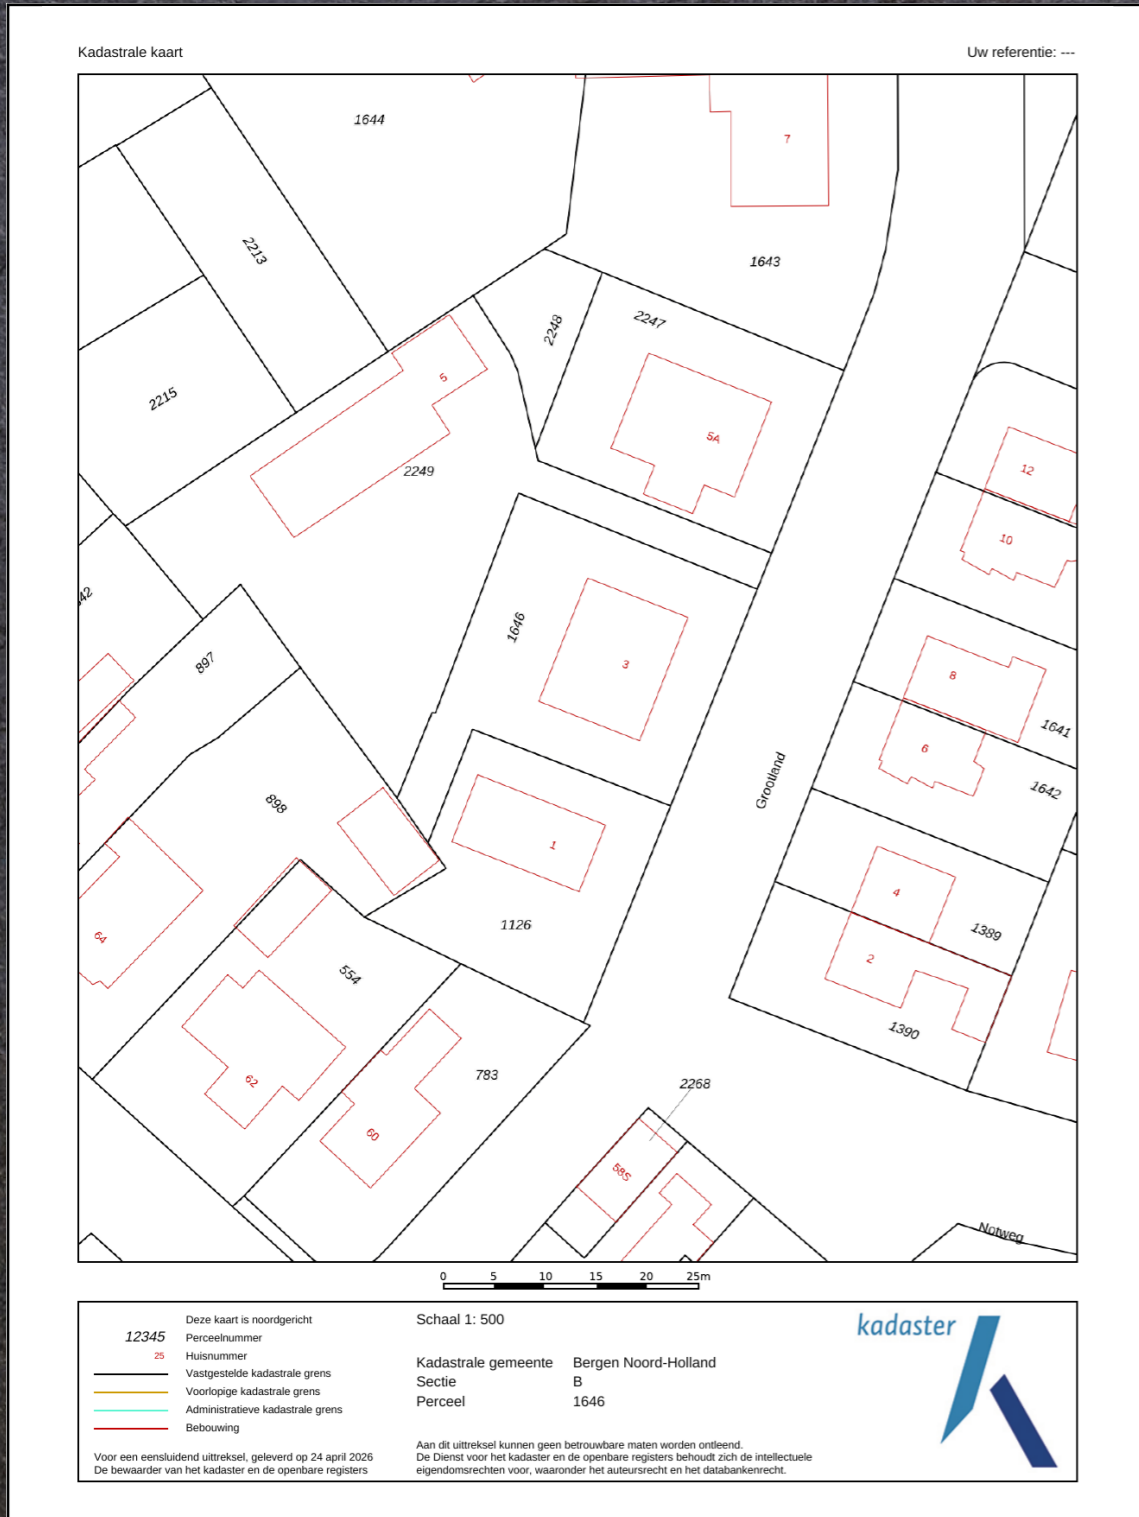 Kadastrale kaart
Uw referentie: ---
1644
7
2213
1643
2248
2247
5
2215
5A
2249
12
10
42
1646
3
897
8
1641
6
1642
Grootland
898
1
4
1126
1389
64
2
554
1390
783
2268
62
60
58S
Notweg
0 5 10 15 20 25m
Deze kaart is noordgericht
12345 Perceelnummer
25 Huisnummer
Vastgestelde kadastrale grens
Voorlopige kadastrale grens
Administratieve kadastrale grens
Bebouwing
Voor een eensluidend uittreksel, geleverd op 24 april 2026
De bewaarder van het kadaster en de openbare registers
Schaal 1: 500
Kadastrale gemeente Bergen Noord-Holland
Sectie B
Perceel 1646
Aan dit uittreksel kunnen geen betrouwbare maten worden ontleend.
De Dienst voor het kadaster en de openbare registers behoudt zich de intellectuele
eigendomsrechten voor, waaronder het auteursrecht en het databankenrecht.
kadaster